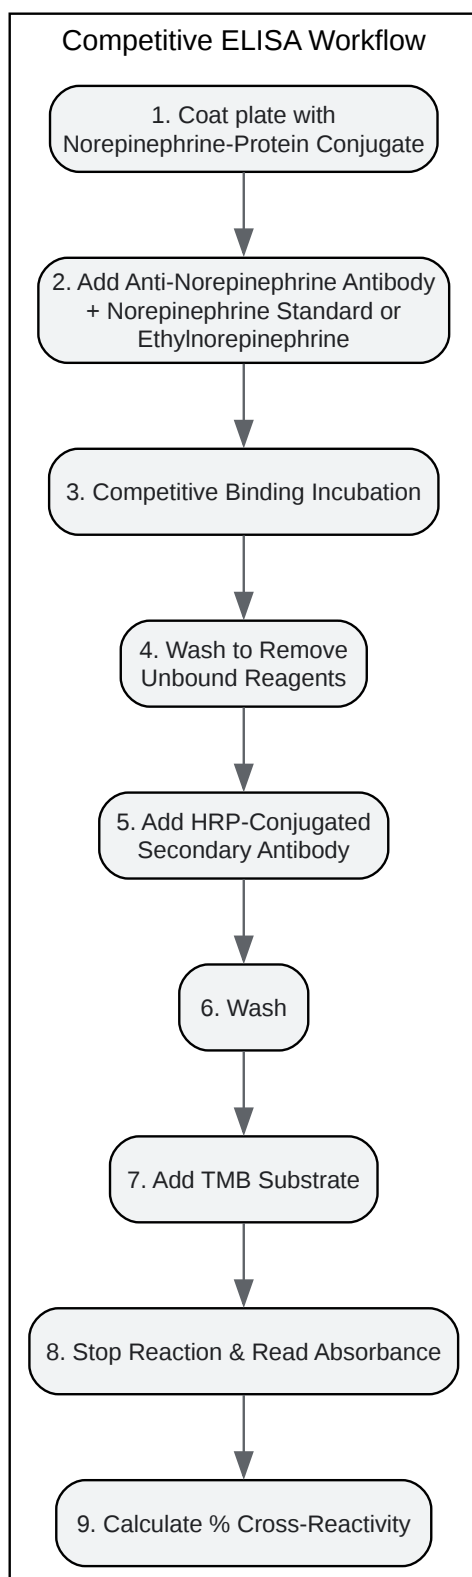 Competitive ELISA Workflow
1. Coat plate with
Norepinephrine-Protein Conjugate
2. Add Anti-Norepinephrine Antibody
+ Norepinephrine Standard or
Ethylnorepinephrine
3. Competitive Binding Incubation
4. Wash to Remove
Unbound Reagents
5. Add HRP-Conjugated
Secondary Antibody
6. Wash
7. Add TMB Substrate
8. Stop Reaction & Read Absorbance
9. Calculate % Cross-Reactivity